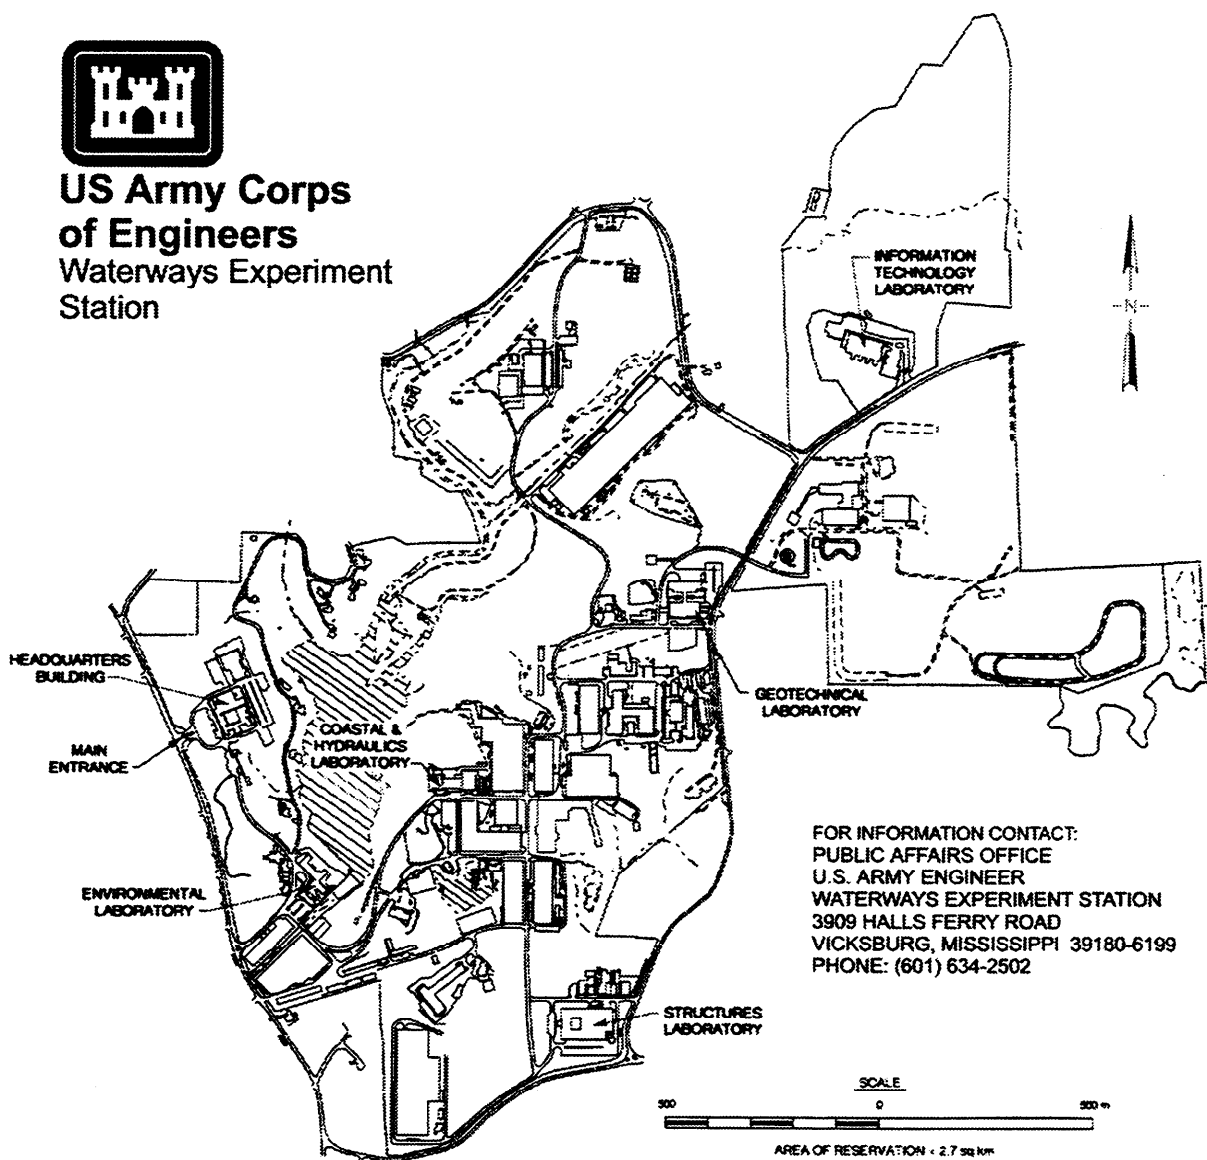 US Army Corps
of Engineers
Waterways Experiment
Station
INFORMATION
TECHNOLOGY
LABORATORY
N
HEADQUARTERS
BUILDING
MAIN
ENTRANCE
COASTAL &
HYDRAULICS
LABORATORY
GEOTECHNICAL
LABORATORY
ENVIRONMENTAL
LABORATORY
FOR INFORMATION CONTACT:
PUBLIC AFFAIRS OFFICE
U.S. ARMY ENGINEER
WATERWAYS EXPERIMENT STATION
3909 HALLS FERRY ROAD
VICKSBURG, MISSISSIPPI 39180-6199
PHONE: (601) 634-2502
STRUCTURES
LABORATORY
SCALE
500 0 500 m
AREA OF RESERVATION < 2.7 sq km